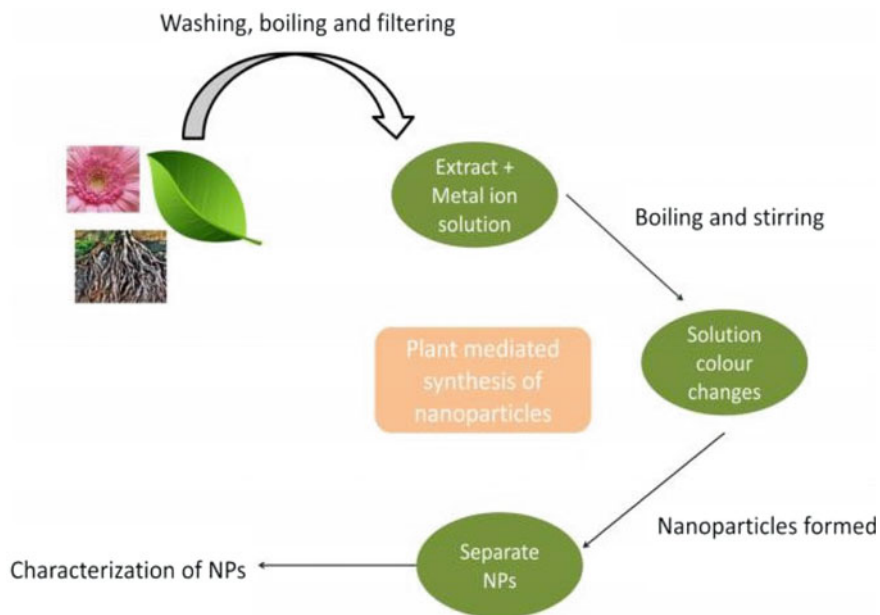 Washing, boiling and filtering
Extract +
Metal ion
solution
Boiling and stirring
Solution
colour
changes
Plant mediated
synthesis of
nanoparticles
Nanoparticles formed
Separate
NPs
Characterization of NPs